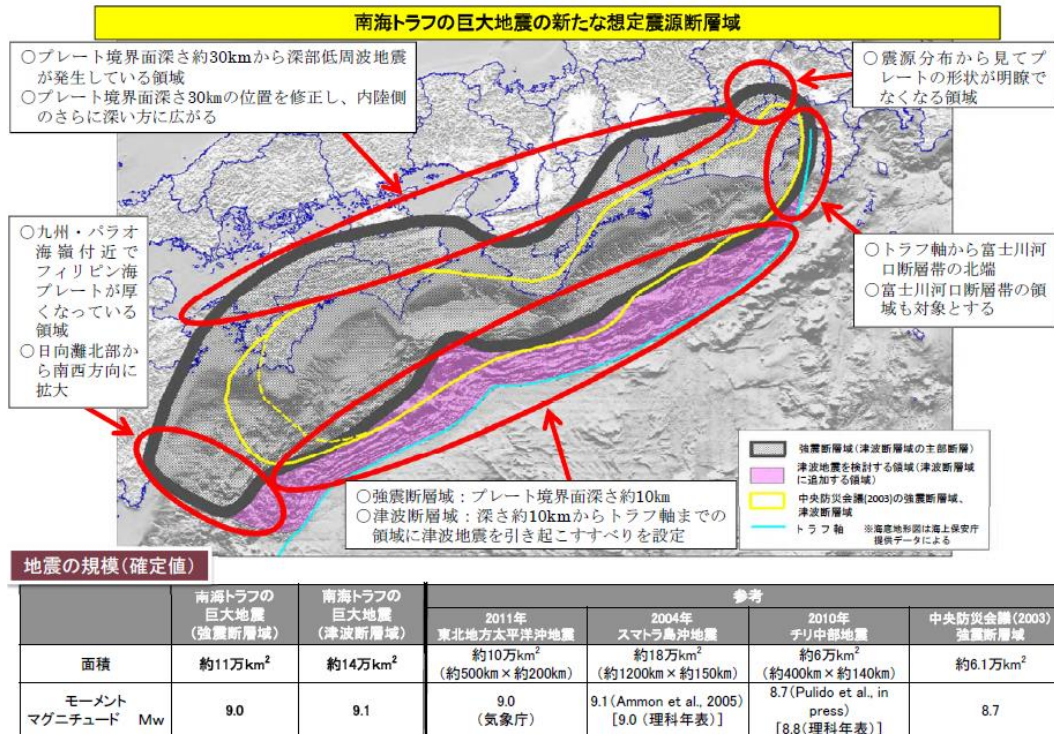 南海トラフの巨大地震の新たな想定震源断層域
○プレート境界面深さ約30kmから深部低周波地震
が発生している領域
○プレート境界面深さ30kmの位置を修正し、内陸側
のさらに深い方に広がる
○震源分布から見てプ
レートの形状が明瞭で
なくなる領域
○九州・パラオ
海嶺付近で
フィリピン海
プレートが厚
くなっている
領域
○日向灘北部か
ら南西方向に
拡大
○トラフ軸から富士川河
口断層帯の北端
○富士川河口断層帯の領
域も対象とする
○強震断層域:プレート境界面深さ約10km
○津波断層域:深さ約10kmからトラフ軸までの
領域に津波地震を引き起こすすべりを設定
強震断層域(津波断層域の主部断層)
津波地震を検討する領域(津波断層域
に追加する領域)
中央防災会議(2003)の強震断層域、
津波断層域
トラフ軸 ※海底地形図は海上保安庁
提供データによる
地震の規模(確定値)
南海トラフの
巨大地震
(強震断層域)
南海トラフの
巨大地震
(津波断層域)
参考
2011年
東北地方太平洋沖地震
2004年
スマトラ島沖地震
2010年
チリ中部地震
中央防災会議(2003)
強震断層域
面積
約11万km²
約14万km²
約10万km²
(約500km×約200km)
約18万km²
(約1200km×約150km)
約6万km²
(約400km×約140km)
約6.1万km²
モーメント
マグニチュード Mw
9.0
9.1
9.0
(気象庁)
9.1(Ammon et al., 2005)
[9.0 (理科年表)]
8.7(Pulido et al., in
press)
[8.8(理科年表)]
8.7